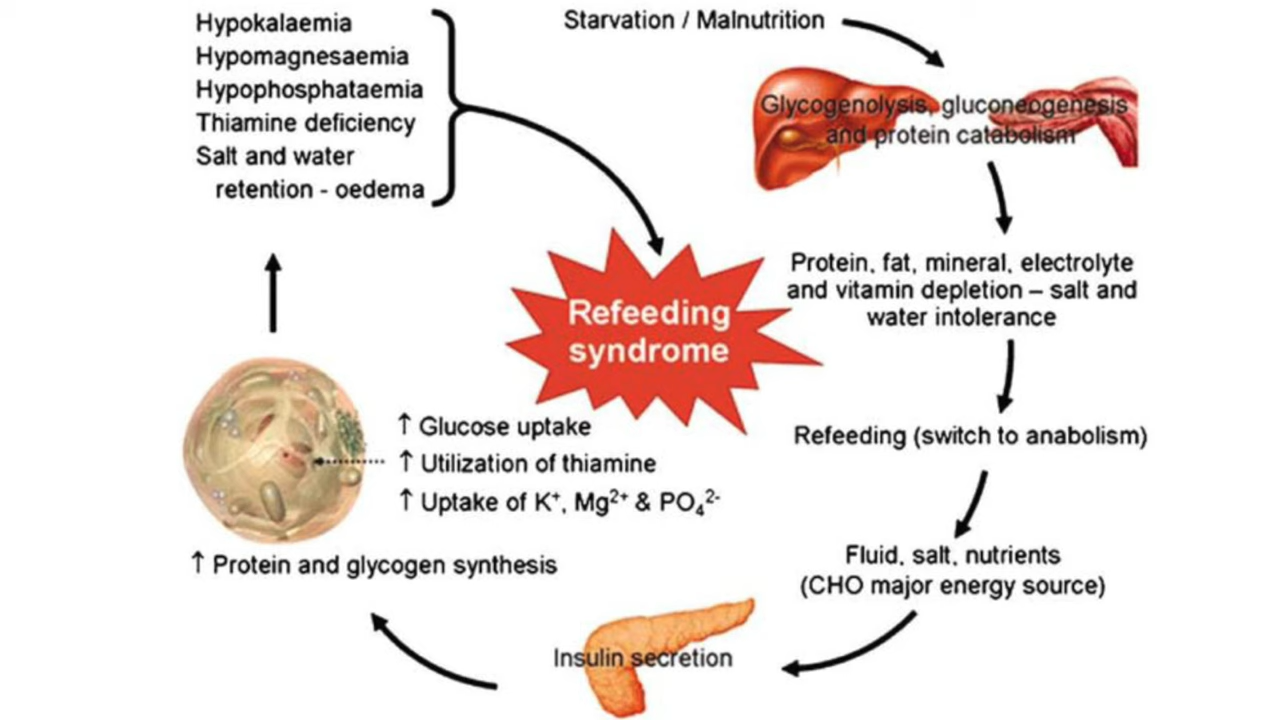 Hypokalaemia
Hypomagnesaemia
Hypophosphataemia
Thiamine deficiency
Salt and water
retention - oedema
Starvation / Malnutrition
Glycogenolysis, gluconeogenesis
and protein catabolism
Protein, fat, mineral, electrolyte
and vitamin depletion – salt and
water intolerance
Refeeding (switch to anabolism)
Fluid, salt, nutrients
(CHO major energy source)
Insulin secretion
↑ Glucose uptake
↑ Utilization of thiamine
↑ Uptake of K⁺, Mg²⁺ & PO₄²⁻
↑ Protein and glycogen synthesis
Refeeding
syndrome